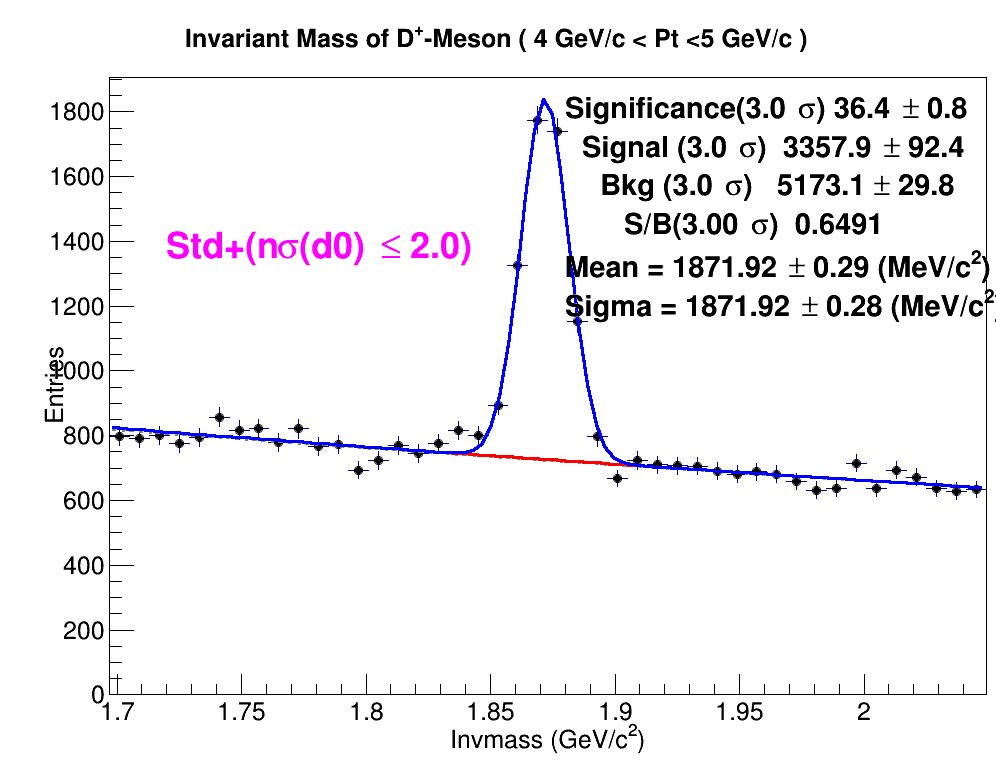 Invariant Mass of D⁺-Meson ( 4 GeV/c < Pt <5 GeV/c )
Significance(3.0 σ) 36.4 ± 0.8
Signal (3.0 σ) 3357.9 ± 92.4
Bkg (3.0 σ) 5173.1 ± 29.8
S/B(3.00 σ) 0.6491
Mean = 1871.92 ± 0.29 (MeV/c²)
Sigma = 1871.92 ± 0.28 (MeV/c²)
Std+(nσ(d0) ≤ 2.0)
Entries
1800
1600
1400
1200
1000
800
600
400
200
0
1.7 1.75 1.8 1.85 1.9 1.95 2
Invmass (GeV/c²)